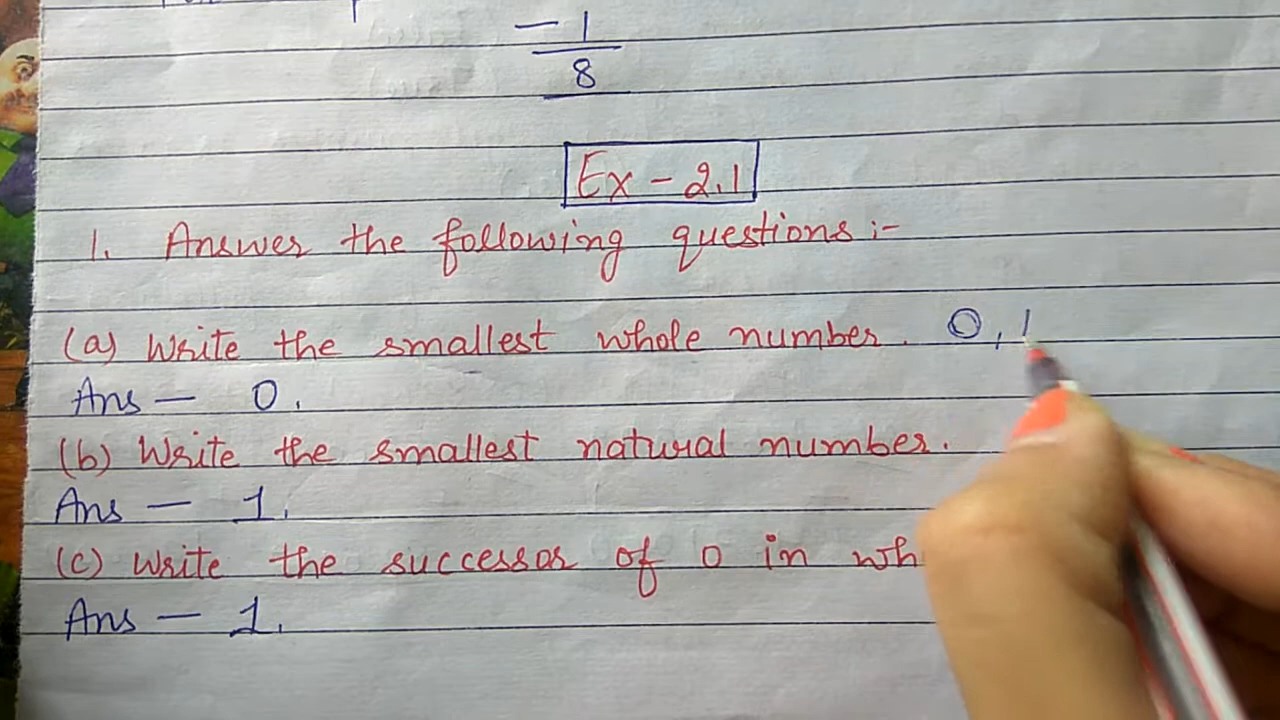 - 1
8
Ex - 2.1
1. Answer the following questions :-
(a) Write the smallest whole number. 0, 1
Ans - 0.
(b) Write the smallest natural number.
Ans - 1.
(c) Write the successor of 0 in wh
Ans - 1.